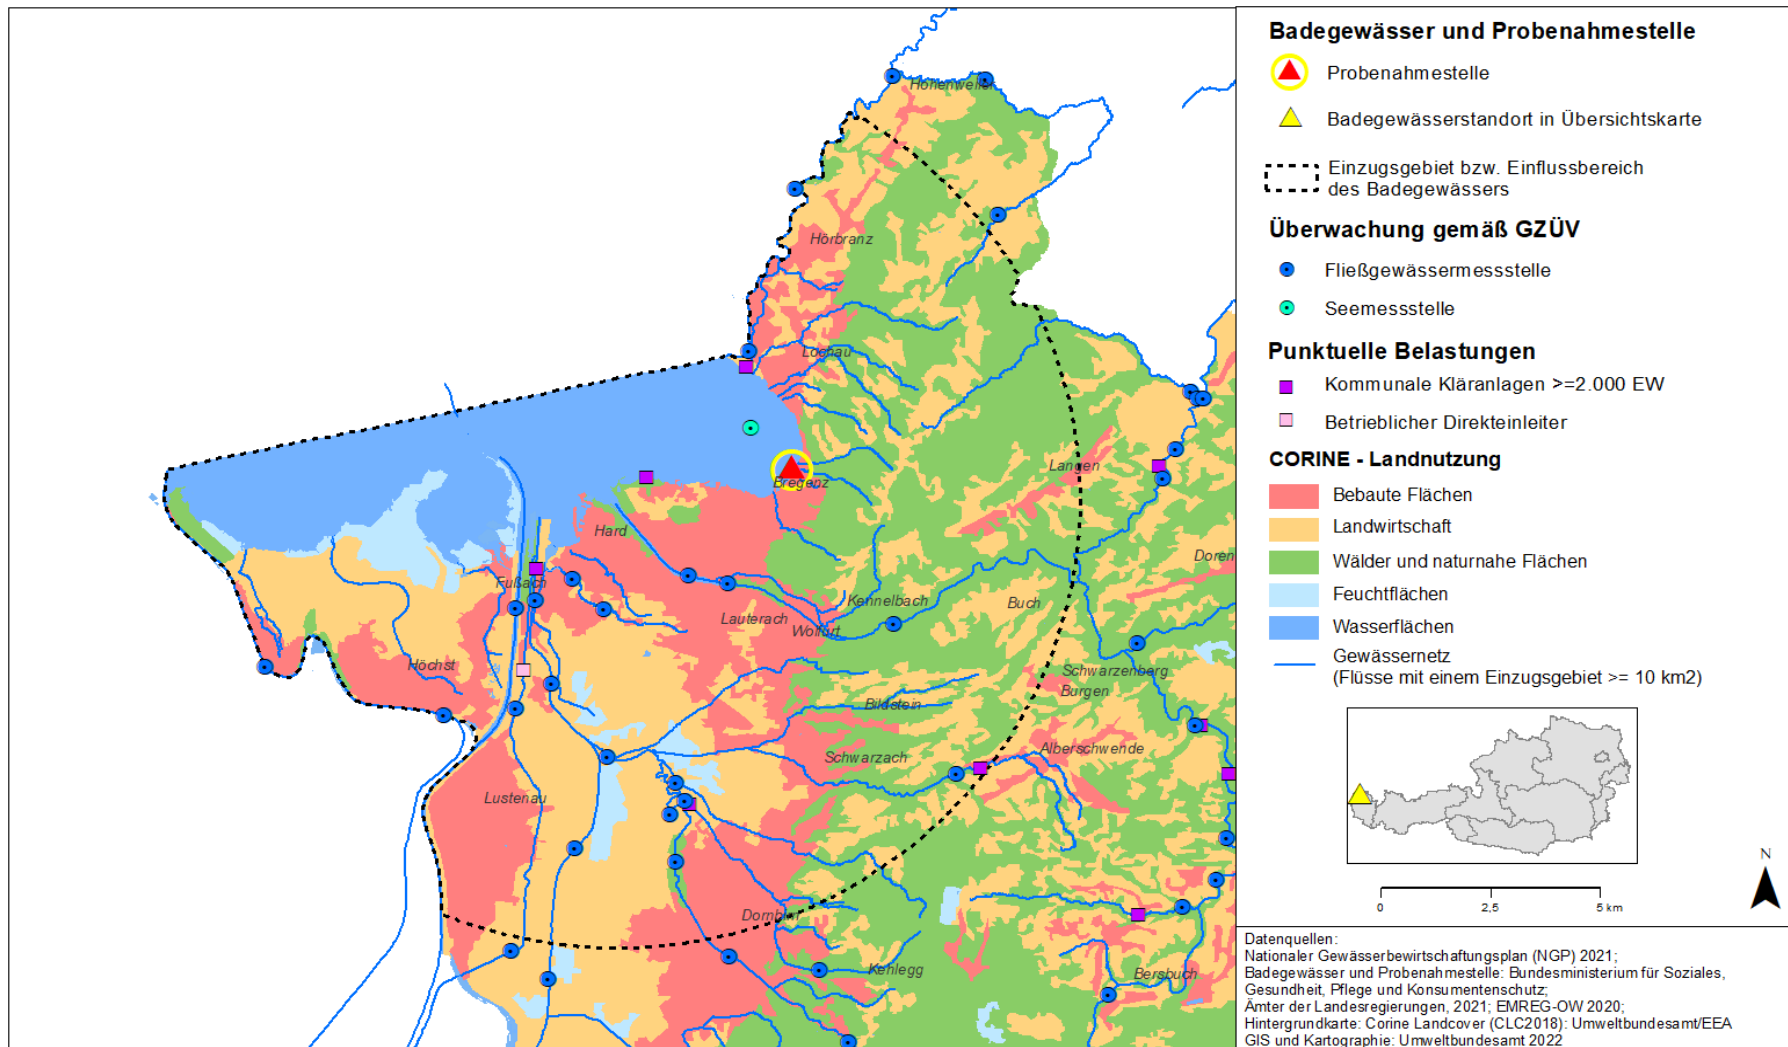 Hohenweiler
Hörbranz
Lochau
Langen
Bregenz
Doren
Hard
Fußach
Kennelbach
Buch
Lauterach
Wolfurt
Höchst
Schwarzenberg
Burgen
Bildstein
Alberschwende
Schwarzach
Lustenau
Dornbirn
Kehlegg
Bersbuch
Badegewässer und Probenahmestelle
Probenahmestelle
Badegewässerstandort in Übersichtskarte
Einzugsgebiet bzw. Einflussbereich
des Badegewässers
Überwachung gemäß GZÜV
Fließgewässermessstelle
Seemessstelle
Punktuelle Belastungen
Kommunale Kläranlagen >=2.000 EW
Betrieblicher Direkteinleiter
CORINE - Landnutzung
Bebaute Flächen
Landwirtschaft
Wälder und naturnahe Flächen
Feuchtflächen
Wasserflächen
Gewässernetz
(Flüsse mit einem Einzugsgebiet >= 10 km2)
N
0 2,5 5 km
Datenquellen:
Nationaler Gewässerbewirtschaftungsplan (NGP) 2021;
Badegewässer und Probenahmestelle: Bundesministerium für Soziales,
Gesundheit, Pflege und Konsumentenschutz;
Ämter der Landesregierungen, 2021; EMREG-OW 2020;
Hintergrundkarte: Corine Landcover (CLC2018): Umweltbundesamt/EEA
GIS und Kartographie: Umweltbundesamt 2022